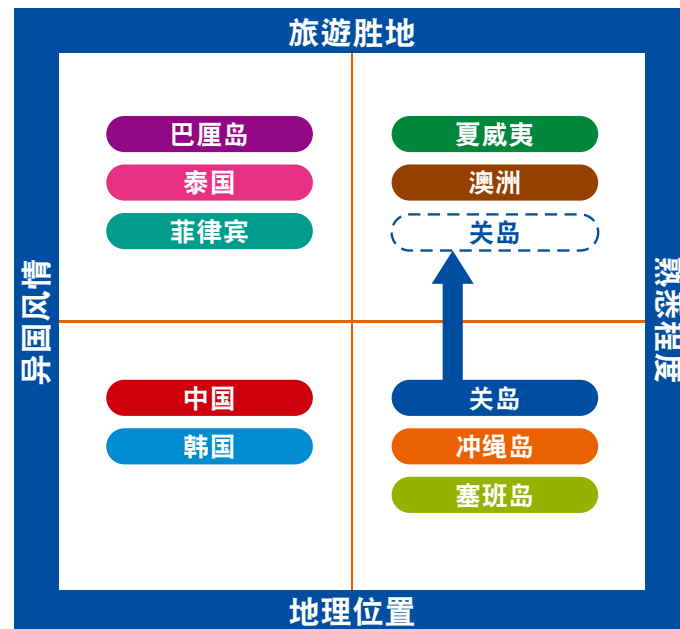 旅遊胜地
巴厘岛
泰国
菲律宾
夏威夷
澳洲
关岛
异国风情
熟悉程度
中国
韩国
关岛
冲绳岛
塞班岛
地理位置